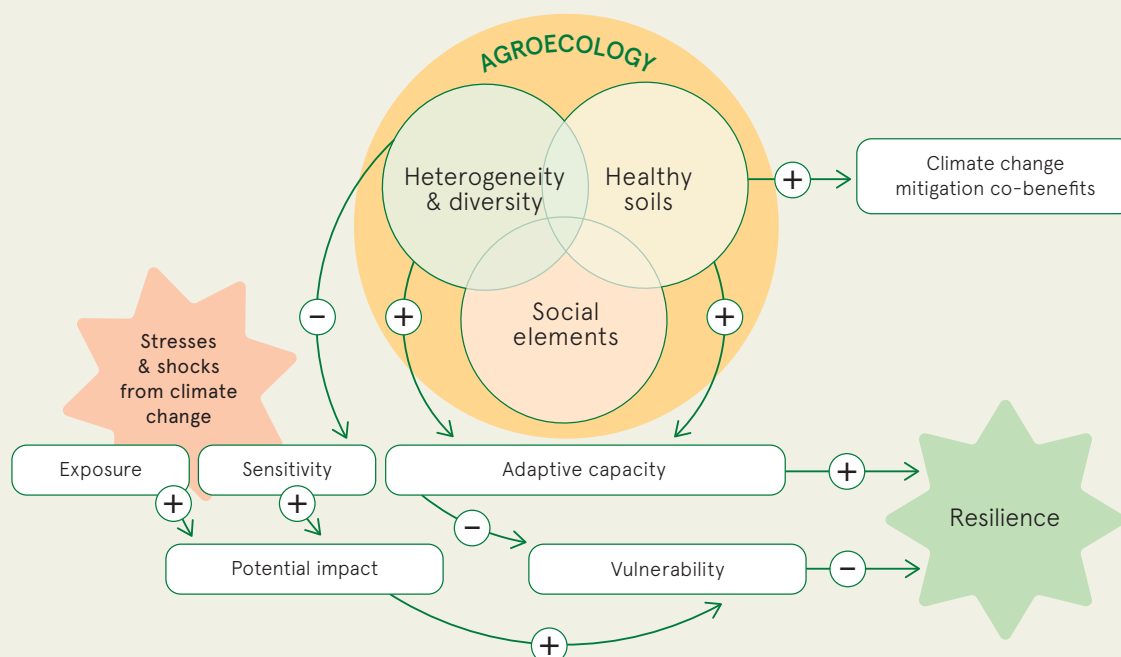 AGROECOLOGY
Heterogeneity
& diversity
Healthy
soils
+
Climate change
mitigation co-benefits
Social
elements
−
+
+
Stresses
& shocks
from climate
change
Exposure
Sensitivity
Adaptive capacity
+
Resilience
+
+
−
Potential impact
Vulnerability
−
+